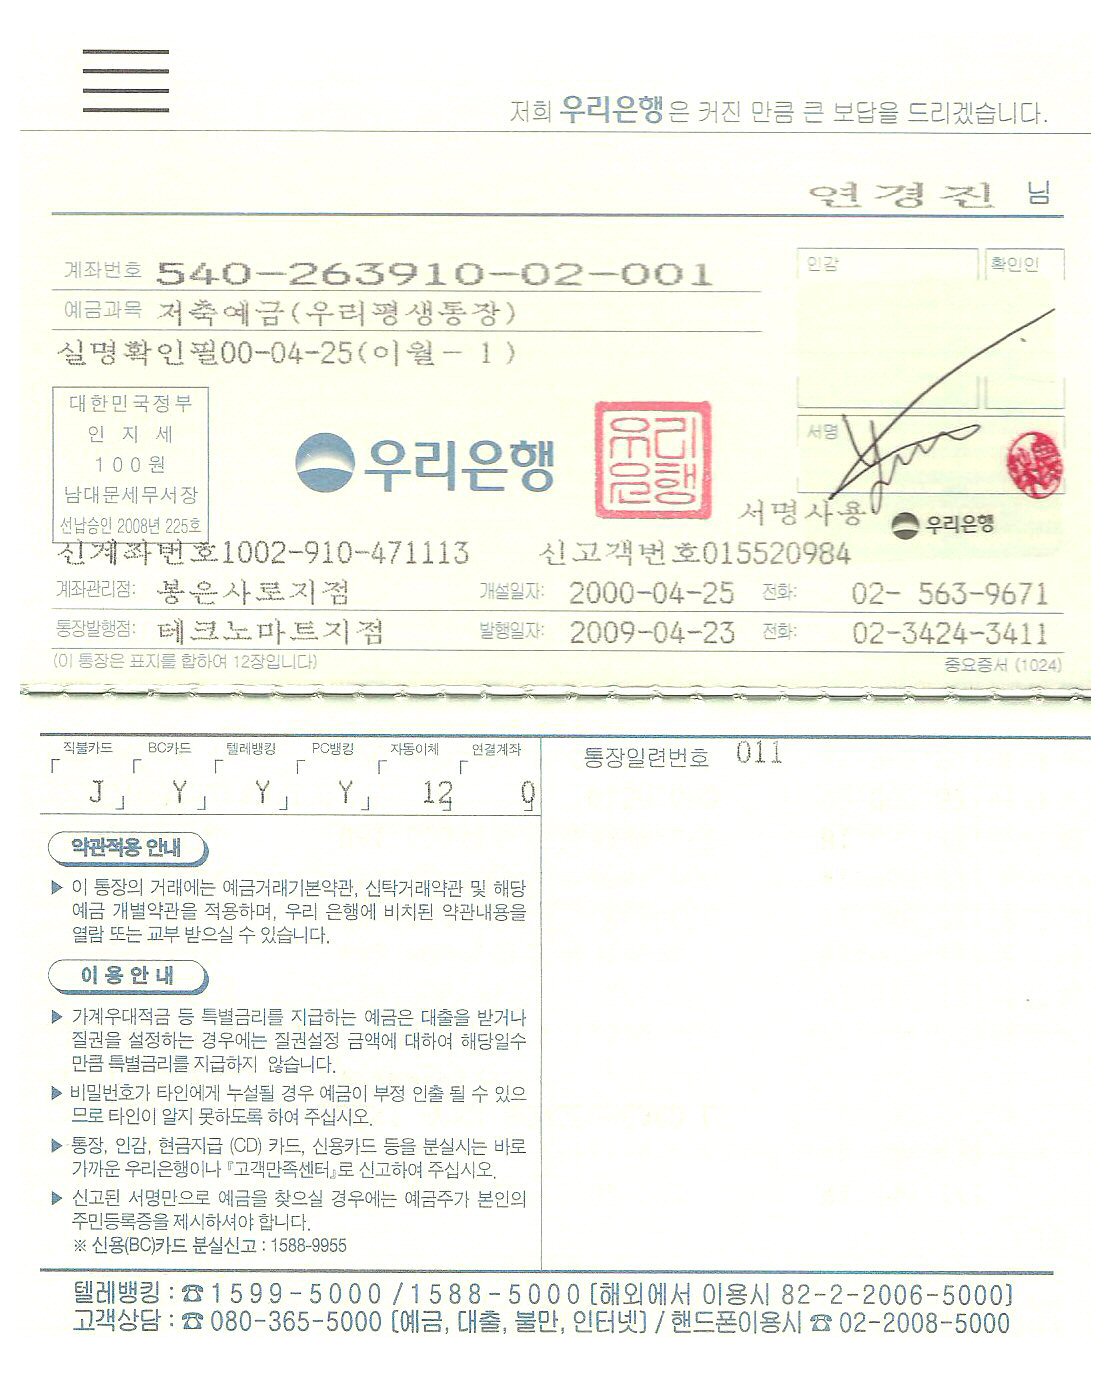 저희 우리은행은 커진 만큼 큰 보답을 드리겠습니다.
연경진 님
계좌번호 540-263910-02-001
인감 확인인
예금과목 저축예금(우리평생통장)
실명확인필00-04-25(이월- 1)
대한민국정부
인 지 세
100원
남대문세무서장
선납승인 2008년 225호
우리은행
우리
은행
서명
서명사용
우리은행
신계좌번호1002-910-471113 신고객번호015520984
계좌관리점: 봉은사로지점 개설일자: 2000-04-25 전화: 02- 563-9671
통장발행점: 테크노마트지점 발행일자: 2009-04-23 전화: 02-3424-3411
(이 통장은 표지를 합하여 12장입니다) 중요증서 (1024)
직불카드 BC카드 텔레뱅킹 PC뱅킹 자동이체 연결계좌
J Y Y Y 12 0
통장일련번호 011
약관적용 안내
▶ 이 통장의 거래에는 예금거래기본약관, 신탁거래약관 및 해당
예금 개별약관을 적용하며, 우리 은행에 비치된 약관내용을
열람 또는 교부 받으실 수 있습니다.
이 용 안 내
▶ 가계우대적금 등 특별금리를 지급하는 예금은 대출을 받거나
질권을 설정하는 경우에는 질권설정 금액에 대하여 해당일수
만큼 특별금리를 지급하지 않습니다.
▶ 비밀번호가 타인에게 누설될 경우 예금이 부정 인출 될 수 있으
므로 타인이 알지 못하도록 하여 주십시오.
▶ 통장, 인감, 현금지급 (CD) 카드, 신용카드 등을 분실시는 바로
가까운 우리은행이나 『고객만족센터』로 신고하여 주십시오.
▶ 신고된 서명만으로 예금을 찾으실 경우에는 예금주가 본인의
주민등록증을 제시하셔야 합니다.
※ 신용(BC)카드 분실신고 : 1588-9955
텔레뱅킹 : ☎ 1599-5000 / 1588-5000 [해외에서 이용시 82-2-2006-5000]
고객상담 : ☎ 080-365-5000 [예금, 대출, 불만, 인터넷] / 핸드폰이용시 ☎ 02-2008-5000